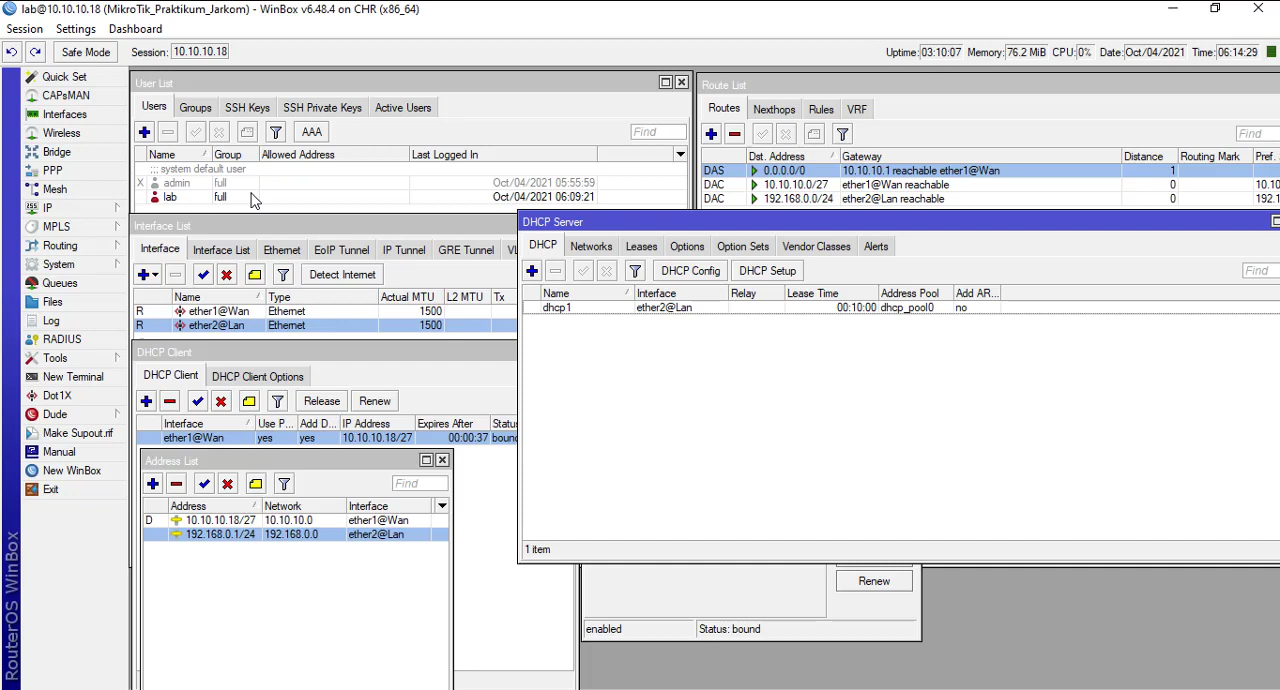 lab@10.10.10.18 (MikroTik_Praktikum_Jarkom) - WinBox v6.48.4 on CHR (x86_64)
Session Settings Dashboard
Safe Mode Session: 10.10.10.18 Uptime: 03:10:07 Memory: 76.2 MiB CPU: 0% Date: Oct/04/2021 Time: 06:14:29
Quick Set
CAPsMAN
Interfaces
Wireless
Bridge
PPP
Mesh
IP
MPLS
Routing
System
Queues
Files
Log
RADIUS
Tools
New Terminal
Dot1X
Dude
Make Supout.rif
Manual
New WinBox
Exit
RouterOS WinBox
User List
Users Groups SSH Keys SSH Private Keys Active Users
AAA Find
Name Group Allowed Address Last Logged In
;;; system default user
X admin full Oct/04/2021 05:55:59
lab full Oct/04/2021 06:09:21
Route List
Routes Nexthops Rules VRF
Find
Dst. Address Gateway Distance Routing Mark Pref.
DAS 0.0.0.0/0 10.10.10.1 reachable ether1@Wan 1
DAC 10.10.10.0/27 ether1@Wan reachable 0 10.10.
DAC 192.168.0.0/24 ether2@Lan reachable 0 192.1
Interface List
Interface Interface List Ethernet EoIP Tunnel IP Tunnel GRE Tunnel VL
Detect Internet
Name Type Actual MTU L2 MTU Tx
R ether1@Wan Ethernet 1500
R ether2@Lan Ethernet 1500
DHCP Server
DHCP Networks Leases Options Option Sets Vendor Classes Alerts
DHCP Config DHCP Setup Find
Name Interface Relay Lease Time Address Pool Add AR...
dhcp1 ether2@Lan 00:10:00 dhcp_pool0 no
1 item
DHCP Client
DHCP Client DHCP Client Options
Release Renew
Interface Use P... Add D... IP Address Expires After Status
ether1@Wan yes yes 10.10.10.18/27 00:00:37 bound
Address List
Find
Address Network Interface
D 10.10.10.18/27 10.10.10.0 ether1@Wan
192.168.0.1/24 192.168.0.0 ether2@Lan
Renew
enabled Status: bound